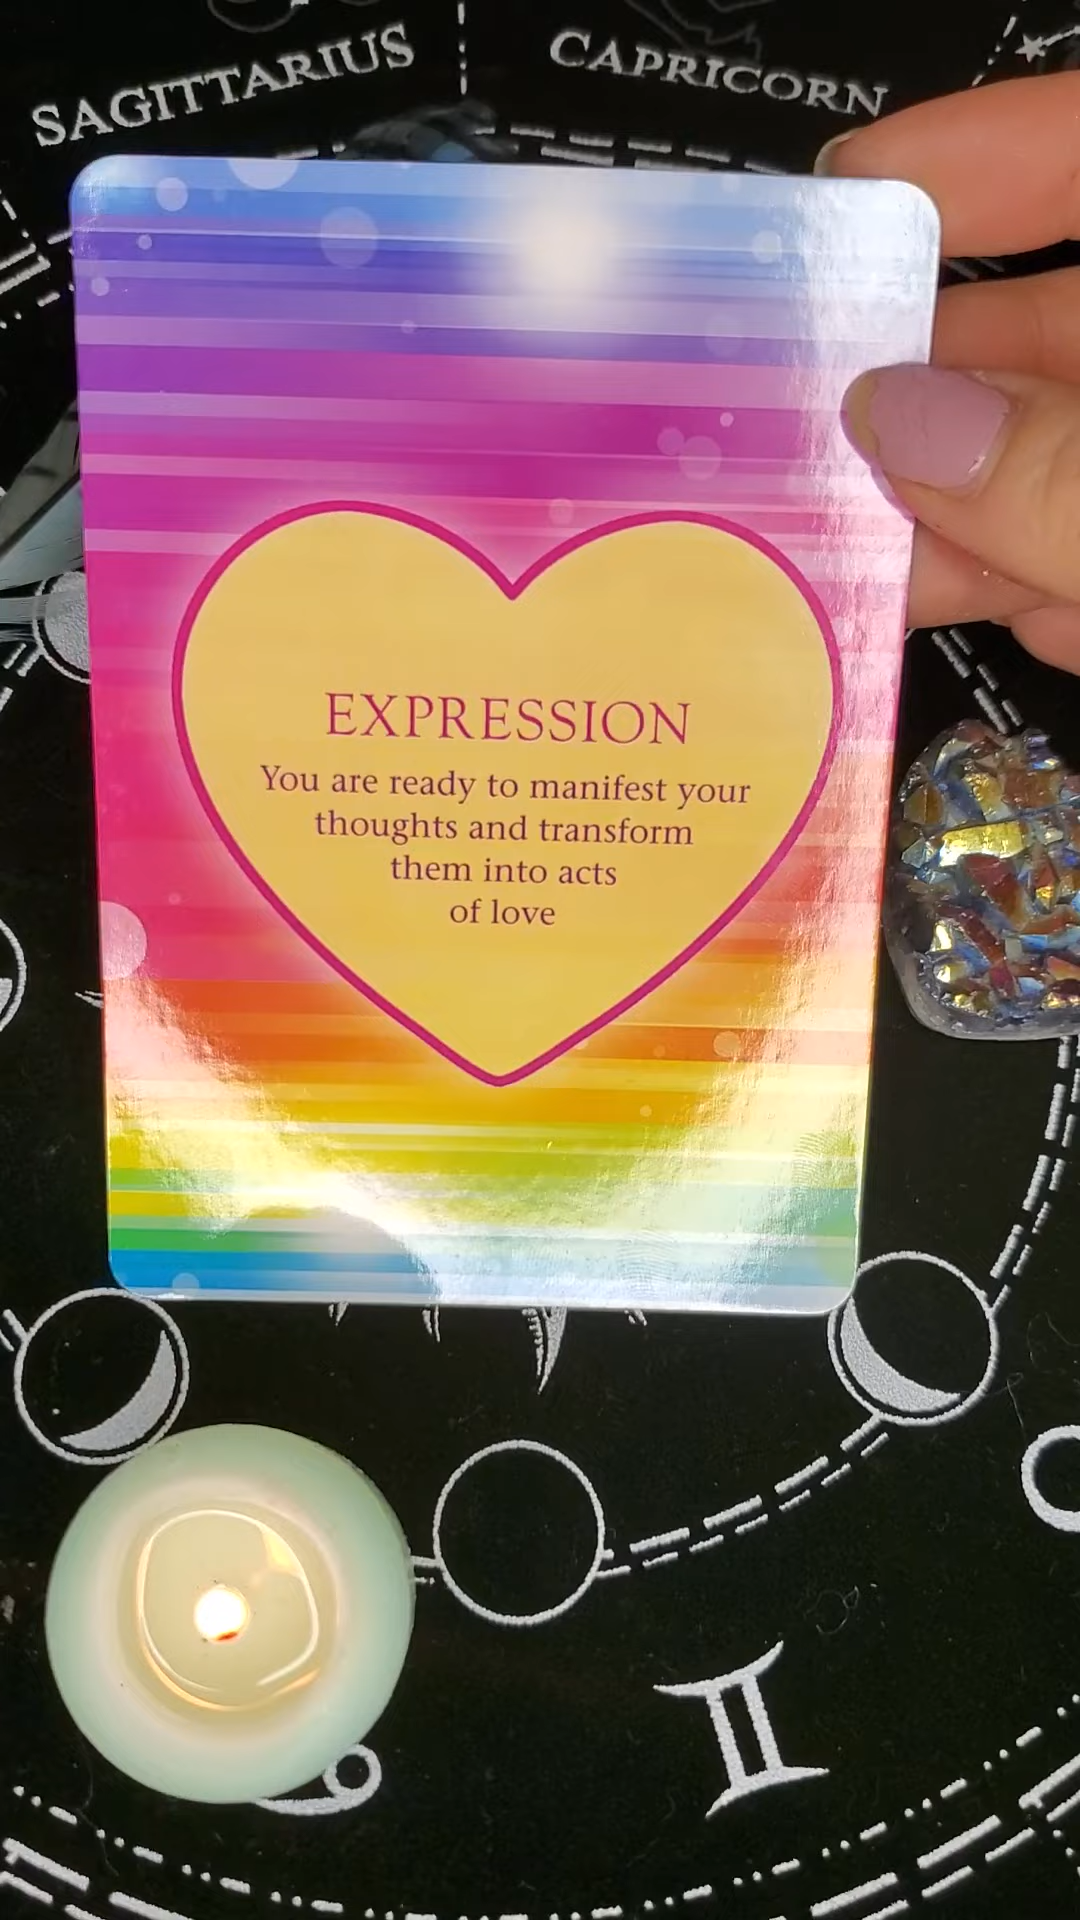 SAGITTARIUS
CAPRICORN
EXPRESSION
You are ready to manifest your
thoughts and transform
them into acts
of love